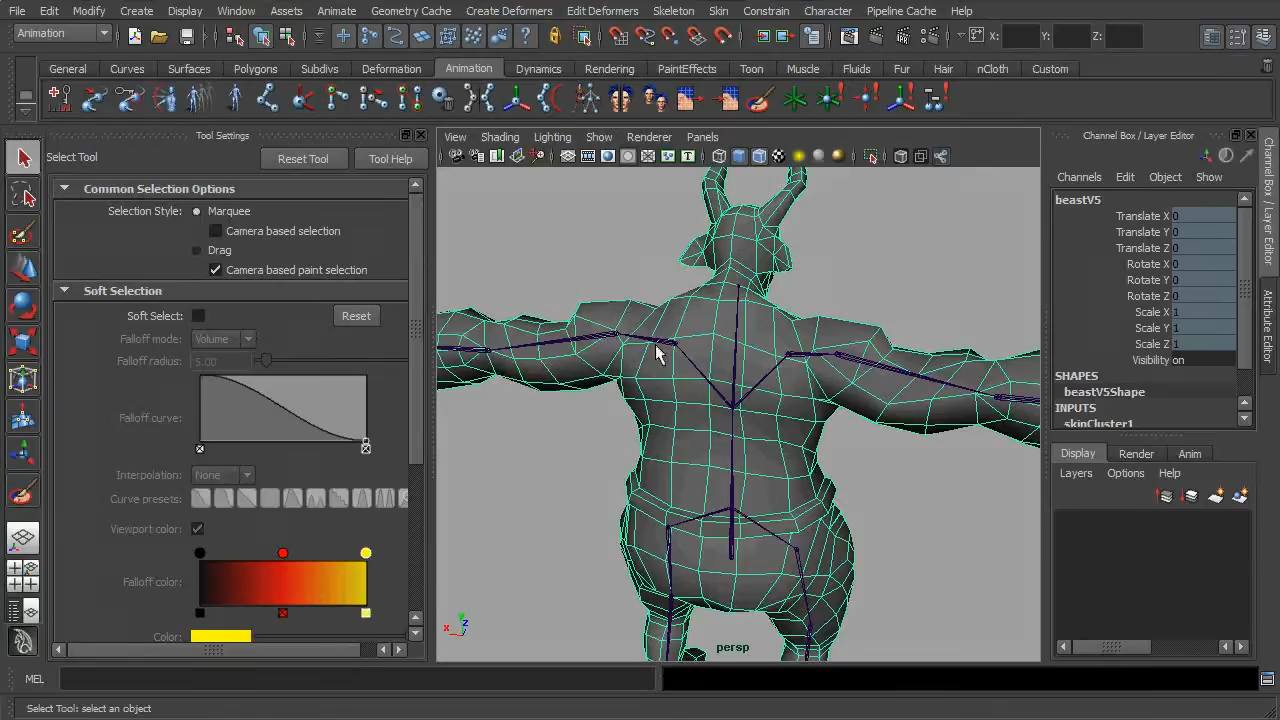 File Edit Modify Create Display Window Assets Animate Geometry Cache Create Deformers Edit Deformers Skeleton Skin Constrain Character Pipeline Cache Help
Animation X: Y: Z:
General Curves Surfaces Polygons Subdivs Deformation Animation Dynamics Rendering PaintEffects Toon Muscle Fluids Fur Hair nCloth Custom
Tool Settings
Select Tool Reset Tool Tool Help
Common Selection Options
Selection Style: Marquee
Camera based selection
Drag
Camera based paint selection
Soft Selection
Soft Select: Reset
Falloff mode: Volume
Falloff radius: 5.00
Falloff curve:
Interpolation: None
Curve presets:
Viewport color:
Falloff color:
Color:
View Shading Lighting Show Renderer Panels
persp
Channel Box / Layer Editor
Channels Edit Object Show
beastV5
Translate X 0
Translate Y 0
Translate Z 0
Rotate X 0
Rotate Y 0
Rotate Z 0
Scale X 1
Scale Y 1
Scale Z 1
Visibility on
SHAPES
beastV5Shape
INPUTS
skinCluster1
Display Render Anim
Layers Options Help
Channel Box / Layer Editor
Attribute Editor
MEL
Select Tool: select an object